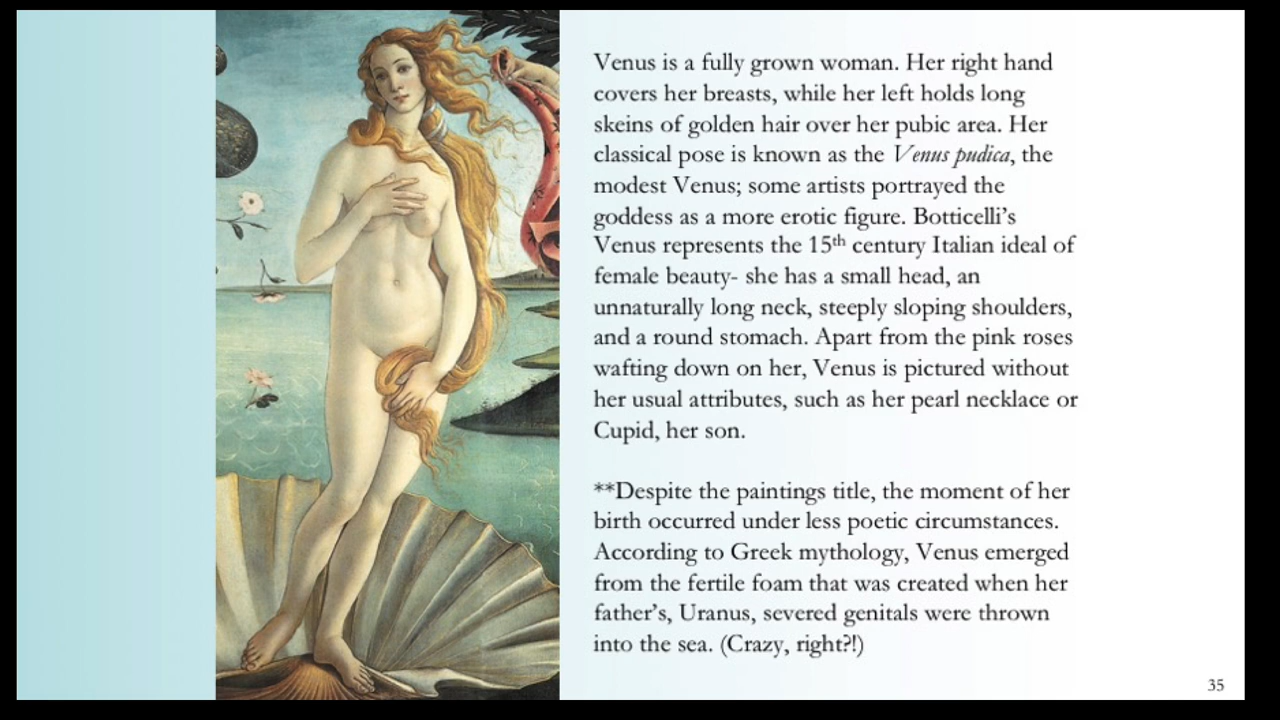 Venus is a fully grown woman. Her right hand
covers her breasts, while her left holds long
skeins of golden hair over her pubic area. Her
classical pose is known as the Venus pudica, the
modest Venus; some artists portrayed the
goddess as a more erotic figure. Botticelli's
Venus represents the 15th century Italian ideal of
female beauty- she has a small head, an
unnaturally long neck, steeply sloping shoulders,
and a round stomach. Apart from the pink roses
wafting down on her, Venus is pictured without
her usual attributes, such as her pearl necklace or
Cupid, her son.
**Despite the paintings title, the moment of her
birth occurred under less poetic circumstances.
According to Greek mythology, Venus emerged
from the fertile foam that was created when her
father's, Uranus, severed genitals were thrown
into the sea. (Crazy, right?!)
35